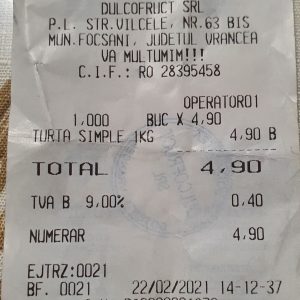 DULCOFRUCT SRL
P.L. STR.VILCELE, NR.63 BIS
MUN.FOCSANI, JUDETUL VRANCEA
VA MULTUMIM!!!
C.I.F.: RO 28395458
OPERATOR01
1,000 BUC X 4,90
TURTA SIMPLE 1KG 4,90 B
TOTAL 4,90
TVA B 9,00% 0,40
NUMERAR 4,90
EJTRZ:0021
BF. 0021 22/02/2021 14-12-37